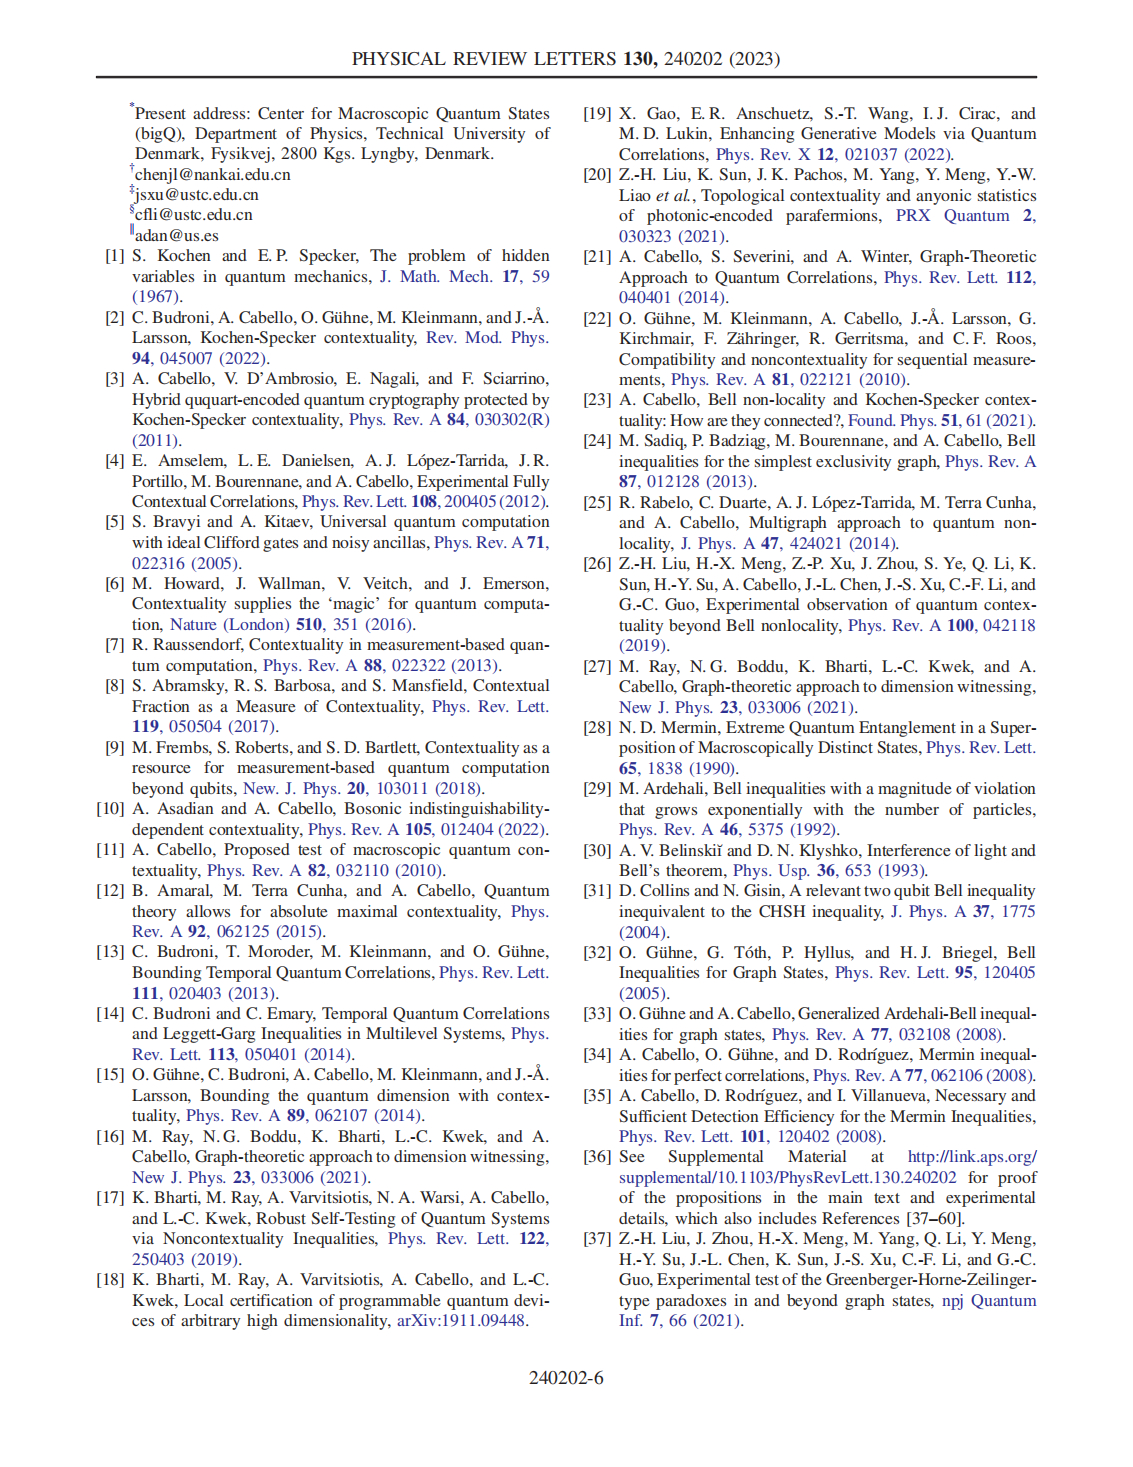 PHYSICAL REVIEW LETTERS 130, 240202 (2023)
*Present address: Center for Macroscopic Quantum States
(bigQ), Department of Physics, Technical University of
Denmark, Fysikvej, 2800 Kgs. Lyngby, Denmark.
†chenjl@nankai.edu.cn
‡jsxu@ustc.edu.cn
§cfli@ustc.edu.cn
∥adan@us.es
[1] S. Kochen and E. P. Specker, The problem of hidden
variables in quantum mechanics, J. Math. Mech. 17, 59
(1967).
[2] C. Budroni, A. Cabello, O. Gühne, M. Kleinmann, and J.-Å.
Larsson, Kochen-Specker contextuality, Rev. Mod. Phys.
94, 045007 (2022).
[3] A. Cabello, V. D'Ambrosio, E. Nagali, and F. Sciarrino,
Hybrid ququart-encoded quantum cryptography protected by
Kochen-Specker contextuality, Phys. Rev. A 84, 030302(R)
(2011).
[4] E. Amselem, L. E. Danielsen, A. J. López-Tarrida, J. R.
Portillo, M. Bourennane, and A. Cabello, Experimental Fully
Contextual Correlations, Phys. Rev. Lett. 108, 200405 (2012).
[5] S. Bravyi and A. Kitaev, Universal quantum computation
with ideal Clifford gates and noisy ancillas, Phys. Rev. A 71,
022316 (2005).
[6] M. Howard, J. Wallman, V. Veitch, and J. Emerson,
Contextuality supplies the 'magic' for quantum computa-
tion, Nature (London) 510, 351 (2016).
[7] R. Raussendorf, Contextuality in measurement-based quan-
tum computation, Phys. Rev. A 88, 022322 (2013).
[8] S. Abramsky, R. S. Barbosa, and S. Mansfield, Contextual
Fraction as a Measure of Contextuality, Phys. Rev. Lett.
119, 050504 (2017).
[9] M. Frembs, S. Roberts, and S. D. Bartlett, Contextuality as a
resource for measurement-based quantum computation
beyond qubits, New. J. Phys. 20, 103011 (2018).
[10] A. Asadian and A. Cabello, Bosonic indistinguishability-
dependent contextuality, Phys. Rev. A 105, 012404 (2022).
[11] A. Cabello, Proposed test of macroscopic quantum con-
textuality, Phys. Rev. A 82, 032110 (2010).
[12] B. Amaral, M. Terra Cunha, and A. Cabello, Quantum
theory allows for absolute maximal contextuality, Phys.
Rev. A 92, 062125 (2015).
[13] C. Budroni, T. Moroder, M. Kleinmann, and O. Gühne,
Bounding Temporal Quantum Correlations, Phys. Rev. Lett.
111, 020403 (2013).
[14] C. Budroni and C. Emary, Temporal Quantum Correlations
and Leggett-Garg Inequalities in Multilevel Systems, Phys.
Rev. Lett. 113, 050401 (2014).
[15] O. Gühne, C. Budroni, A. Cabello, M. Kleinmann, and J.-Å.
Larsson, Bounding the quantum dimension with contex-
tuality, Phys. Rev. A 89, 062107 (2014).
[16] M. Ray, N. G. Boddu, K. Bharti, L.-C. Kwek, and A.
Cabello, Graph-theoretic approach to dimension witnessing,
New J. Phys. 23, 033006 (2021).
[17] K. Bharti, M. Ray, A. Varvitsiotis, N. A. Warsi, A. Cabello,
and L.-C. Kwek, Robust Self-Testing of Quantum Systems
via Noncontextuality Inequalities, Phys. Rev. Lett. 122,
250403 (2019).
[18] K. Bharti, M. Ray, A. Varvitsiotis, A. Cabello, and L.-C.
Kwek, Local certification of programmable quantum devi-
ces of arbitrary high dimensionality, arXiv:1911.09448.
[19] X. Gao, E. R. Anschuetz, S.-T. Wang, I. J. Cirac, and
M. D. Lukin, Enhancing Generative Models via Quantum
Correlations, Phys. Rev. X 12, 021037 (2022).
[20] Z.-H. Liu, K. Sun, J. K. Pachos, M. Yang, Y. Meng, Y.-W.
Liao et al., Topological contextuality and anyonic statistics
of photonic-encoded parafermions, PRX Quantum 2,
030323 (2021).
[21] A. Cabello, S. Severini, and A. Winter, Graph-Theoretic
Approach to Quantum Correlations, Phys. Rev. Lett. 112,
040401 (2014).
[22] O. Gühne, M. Kleinmann, A. Cabello, J.-Å. Larsson, G.
Kirchmair, F. Zähringer, R. Gerritsma, and C. F. Roos,
Compatibility and noncontextuality for sequential measure-
ments, Phys. Rev. A 81, 022121 (2010).
[23] A. Cabello, Bell non-locality and Kochen-Specker contex-
tuality: How are they connected?, Found. Phys. 51, 61 (2021).
[24] M. Sadiq, P. Badziąg, M. Bourennane, and A. Cabello, Bell
inequalities for the simplest exclusivity graph, Phys. Rev. A
87, 012128 (2013).
[25] R. Rabelo, C. Duarte, A. J. López-Tarrida, M. Terra Cunha,
and A. Cabello, Multigraph approach to quantum non-
locality, J. Phys. A 47, 424021 (2014).
[26] Z.-H. Liu, H.-X. Meng, Z.-P. Xu, J. Zhou, S. Ye, Q. Li, K.
Sun, H.-Y. Su, A. Cabello, J.-L. Chen, J.-S. Xu, C.-F. Li, and
G.-C. Guo, Experimental observation of quantum contex-
tuality beyond Bell nonlocality, Phys. Rev. A 100, 042118
(2019).
[27] M. Ray, N. G. Boddu, K. Bharti, L.-C. Kwek, and A.
Cabello, Graph-theoretic approach to dimension witnessing,
New J. Phys. 23, 033006 (2021).
[28] N. D. Mermin, Extreme Quantum Entanglement in a Super-
position of Macroscopically Distinct States, Phys. Rev. Lett.
65, 1838 (1990).
[29] M. Ardehali, Bell inequalities with a magnitude of violation
that grows exponentially with the number of particles,
Phys. Rev. A 46, 5375 (1992).
[30] A. V. Belinskiĭ and D. N. Klyshko, Interference of light and
Bell's theorem, Phys. Usp. 36, 653 (1993).
[31] D. Collins and N. Gisin, A relevant two qubit Bell inequality
inequivalent to the CHSH inequality, J. Phys. A 37, 1775
(2004).
[32] O. Gühne, G. Tóth, P. Hyllus, and H. J. Briegel, Bell
Inequalities for Graph States, Phys. Rev. Lett. 95, 120405
(2005).
[33] O. Gühne and A. Cabello, Generalized Ardehali-Bell inequal-
ities for graph states, Phys. Rev. A 77, 032108 (2008).
[34] A. Cabello, O. Gühne, and D. Rodríguez, Mermin inequal-
ities for perfect correlations, Phys. Rev. A 77, 062106 (2008).
[35] A. Cabello, D. Rodríguez, and I. Villanueva, Necessary and
Sufficient Detection Efficiency for the Mermin Inequalities,
Phys. Rev. Lett. 101, 120402 (2008).
[36] See Supplemental Material at http://link.aps.org/
supplemental/10.1103/PhysRevLett.130.240202 for proof
of the propositions in the main text and experimental
details, which also includes References [37–60].
[37] Z.-H. Liu, J. Zhou, H.-X. Meng, M. Yang, Q. Li, Y. Meng,
H.-Y. Su, J.-L. Chen, K. Sun, J.-S. Xu, C.-F. Li, and G.-C.
Guo, Experimental test of the Greenberger-Horne-Zeilinger-
type paradoxes in and beyond graph states, npj Quantum
Inf. 7, 66 (2021).
240202-6